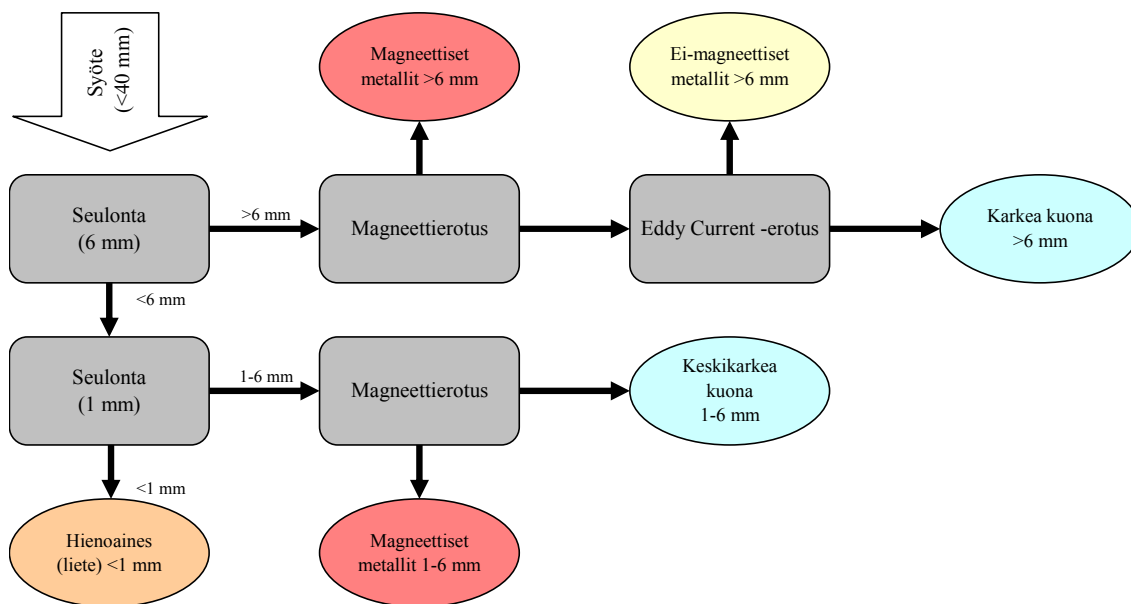 Syöte
(<40 mm)
Magneettiset
metallit >6 mm
Ei-magneettiset
metallit >6 mm
Seulonta
(6 mm)
>6 mm
Magneettierotus
Eddy Current -erotus
Karkea kuona
>6 mm
<6 mm
Seulonta
(1 mm)
1-6 mm
Magneettierotus
Keskikarkea
kuona
1-6 mm
<1 mm
Hienoaines
(liete) <1 mm
Magneettiset
metallit 1-6 mm